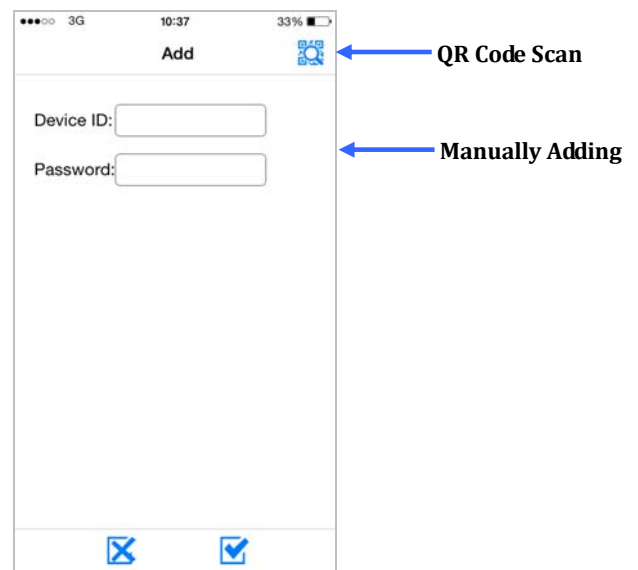 3G 10:37 33%
Add
QR Code Scan
Device ID:
Manually Adding
Password: